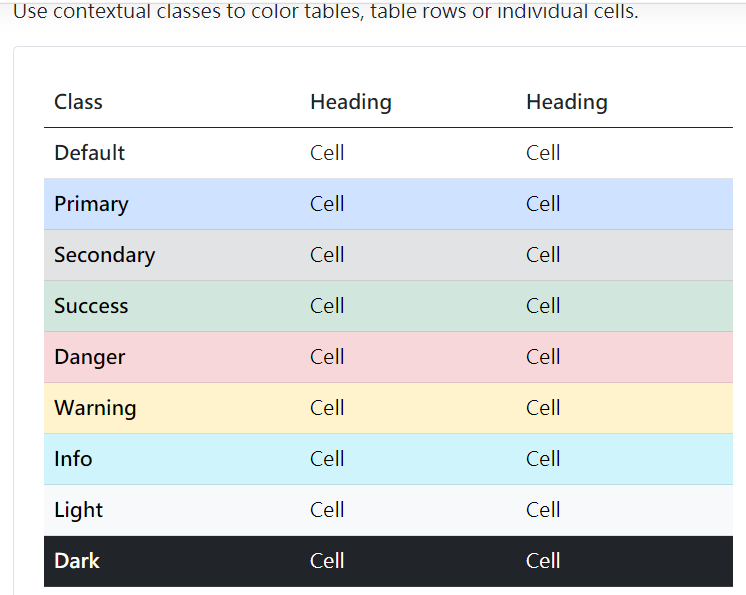 Use contextual classes to color tables, table rows or individual cells.
Class Heading Heading
Default Cell Cell
Primary Cell Cell
Secondary Cell Cell
Success Cell Cell
Danger Cell Cell
Warning Cell Cell
Info Cell Cell
Light Cell Cell
Dark Cell Cell